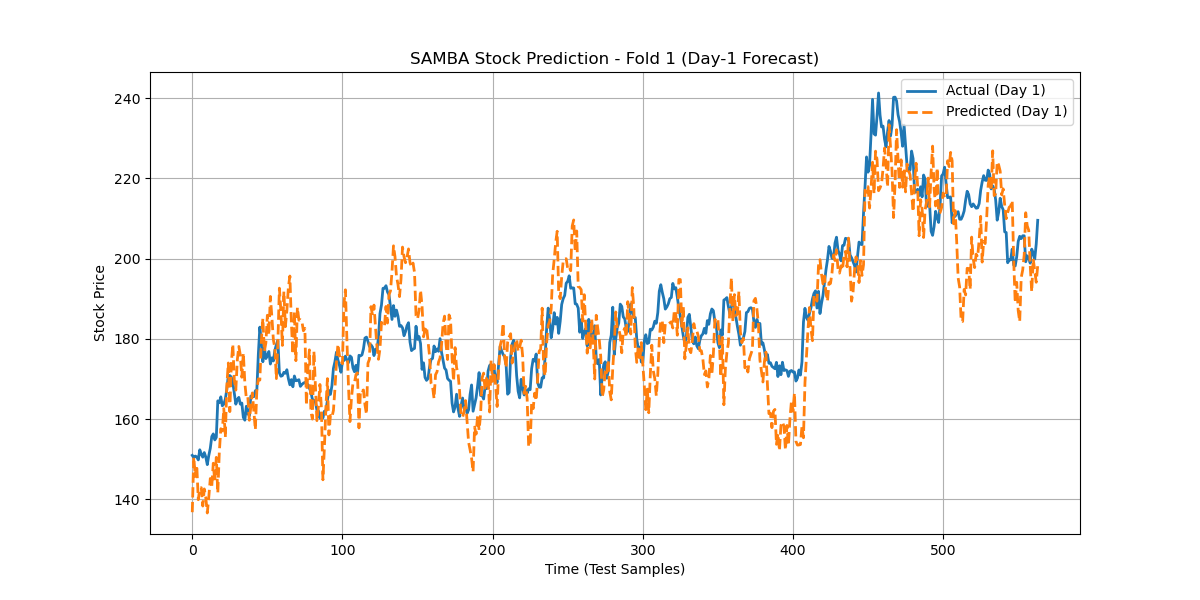 SAMBA Stock Prediction - Fold 1 (Day-1 Forecast)
Actual (Day 1)
Predicted (Day 1)
240
220
200
180
160
140
Stock Price
0 100 200 300 400 500
Time (Test Samples)